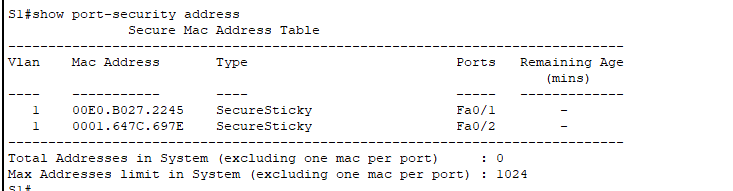 S1#show port-security address
Secure Mac Address Table
-----------------------------------------------------------------------------
Vlan    Mac Address       Type                          Ports   Remaining Age
                                                                   (mins)
----    -----------       ----                          -----   -------------
   1    00E0.B027.2245    SecureSticky                  Fa0/1        -
   1    0001.647C.697E    SecureSticky                  Fa0/2        -
-----------------------------------------------------------------------------
Total Addresses in System (excluding one mac per port)     : 0
Max Addresses limit in System (excluding one mac per port) : 1024
S1#